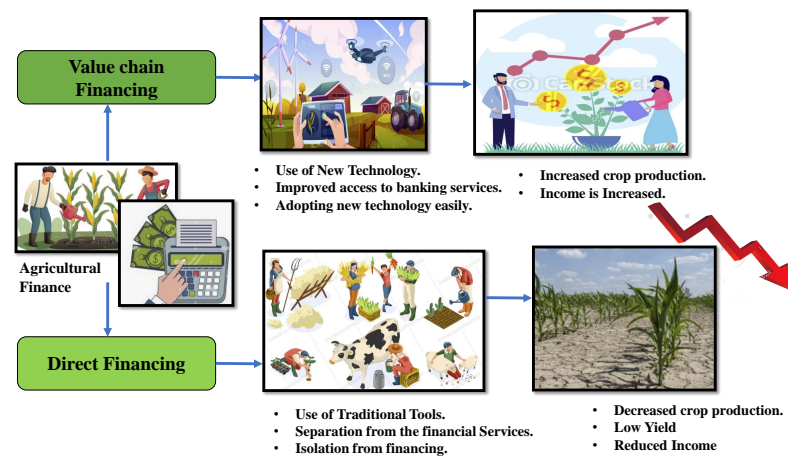 Value chain
Financing
• Use of New Technology.
• Improved access to banking services.
• Adopting new technology easily.
• Increased crop production.
• Income is Increased.
Agricultural
Finance
Direct Financing
• Use of Traditional Tools.
• Separation from the financial Services.
• Isolation from financing.
• Decreased crop production.
• Low Yield
• Reduced Income